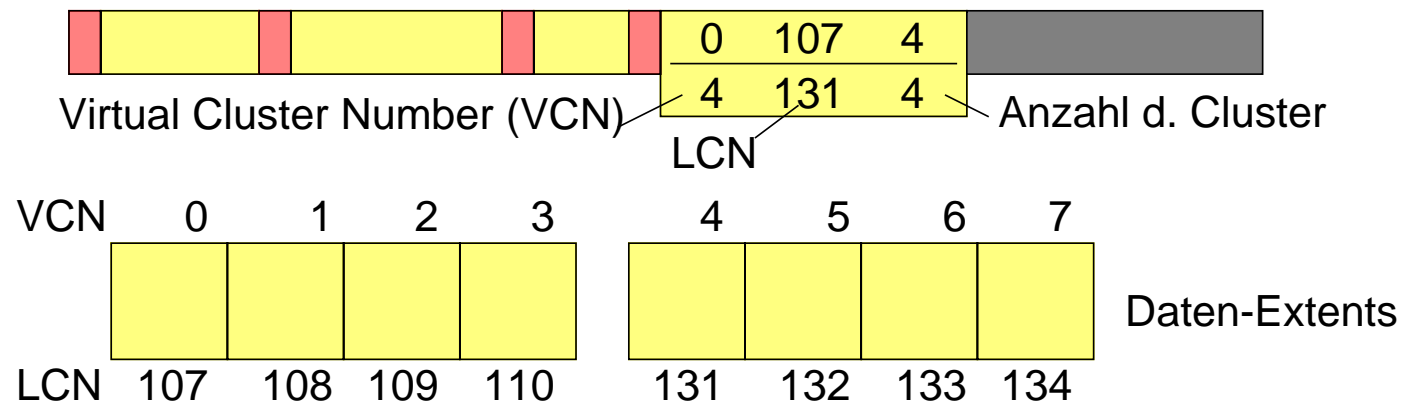 0 107 4
4 131 4
Virtual Cluster Number (VCN)
Anzahl d. Cluster
LCN
VCN 0 1 2 3 4 5 6 7
Daten-Extents
LCN 107 108 109 110 131 132 133 134